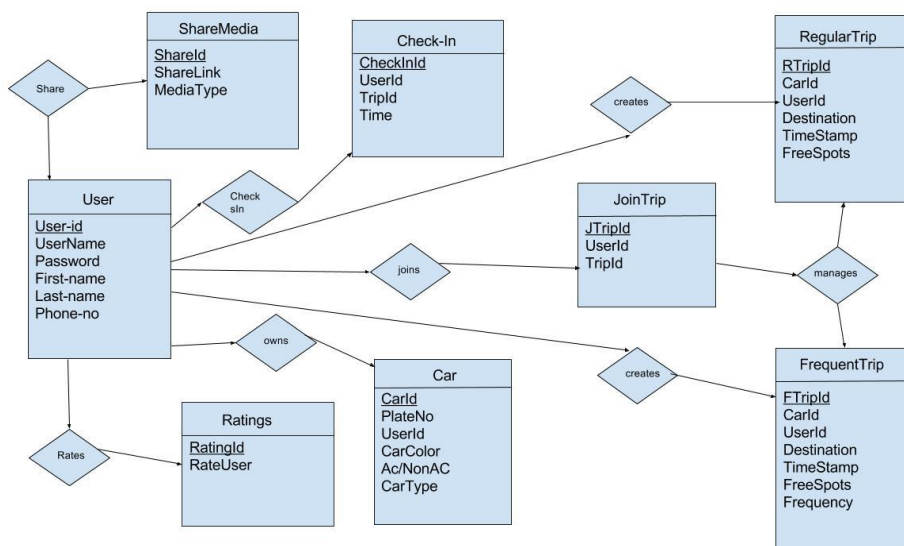 ShareMedia
ShareId
ShareLink
MediaType
Share
Check-In
CheckInId
UserId
TripId
Time
RegularTrip
RTripId
CarId
UserId
Destination
TimeStamp
FreeSpots
creates
User
User-id
UserName
Password
First-name
Last-name
Phone-no
Check
sIn
JoinTrip
JTripId
UserId
TripId
joins
manages
owns
Car
CarId
PlateNo
UserId
CarColor
Ac/NonAC
CarType
creates
FrequentTrip
FTripId
CarId
UserId
Destination
TimeStamp
FreeSpots
Frequency
Ratings
RatingId
RateUser
Rates